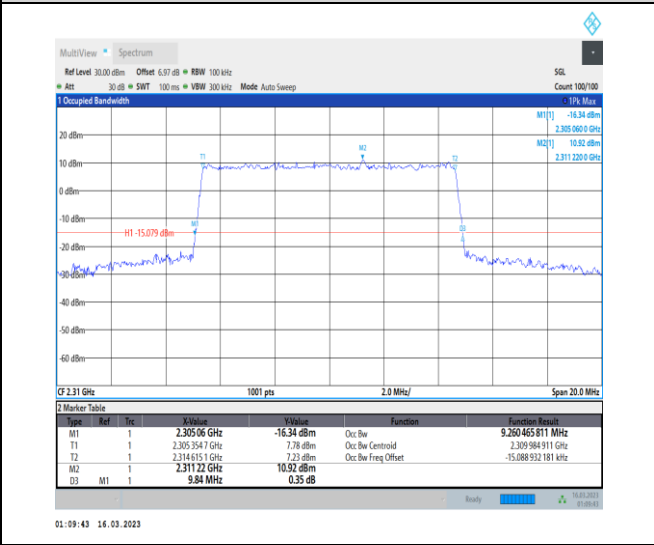 MultiView Spectrum
Ref Level 30.00 dBm Offset 6.97 dB RBW 100 kHz SGL
Att 30 dB SWT 100 ms VBW 300 kHz Mode Auto Sweep Count 100/100
1 Occupied Bandwidth 1Pk Max
M1[1] -16.34 dBm
2.305 060 0 GHz
M2[1] 10.92 dBm
2.311 220 0 GHz
20 dBm
M2
T1 T2
10 dBm
0 dBm
-10 dBm
M3 D3
H1 -15.079 dBm
-20 dBm
-30 dBm
-40 dBm
-50 dBm
-60 dBm
CF 2.31 GHz 1001 pts 2.0 MHz/ Span 20.0 MHz
2 Marker Table
Type Ref Trc X-Value Y-Value Function Function Result
M1 1 2.305 06 GHz -16.34 dBm Occ Bw 9.260 465 811 MHz
T1 1 2.305 354 7 GHz 7.78 dBm Occ Bw Centroid 2.309 984 911 GHz
T2 1 2.314 615 1 GHz 7.23 dBm Occ Bw Freq Offset -15.088 932 181 kHz
M2 1 2.311 22 GHz 10.92 dBm
D3 M1 1 9.84 MHz 0.35 dB
Ready 16.03.2023
01:09:43
01:09:43 16.03.2023